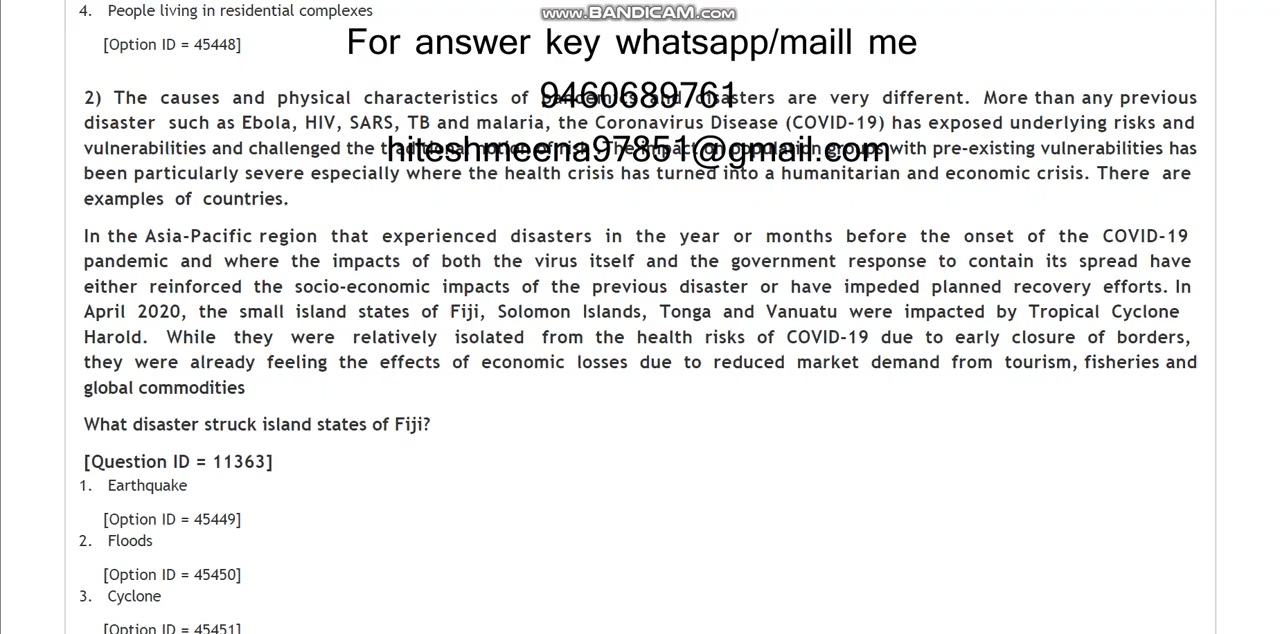 4. People living in residential complexes
www.BANDICAM.com
[Option ID = 45448]
For answer key whatsapp/maill me
9460689761
hiteshmeena97851@gmail.com
2) The causes and physical characteristics of pandemics and disasters are very different. More than any previous
disaster such as Ebola, HIV, SARS, TB and malaria, the Coronavirus Disease (COVID-19) has exposed underlying risks and
vulnerabilities and challenged the traditional notion of risk. The impact on population groups with pre-existing vulnerabilities has
been particularly severe especially where the health crisis has turned into a humanitarian and economic crisis. There are
examples of countries.
In the Asia-Pacific region that experienced disasters in the year or months before the onset of the COVID-19
pandemic and where the impacts of both the virus itself and the government response to contain its spread have
either reinforced the socio-economic impacts of the previous disaster or have impeded planned recovery efforts. In
April 2020, the small island states of Fiji, Solomon Islands, Tonga and Vanuatu were impacted by Tropical Cyclone
Harold. While they were relatively isolated from the health risks of COVID-19 due to early closure of borders,
they were already feeling the effects of economic losses due to reduced market demand from tourism, fisheries and
global commodities
What disaster struck island states of Fiji?
[Question ID = 11363]
1. Earthquake
[Option ID = 45449]
2. Floods
[Option ID = 45450]
3. Cyclone
[Option ID = 45451]